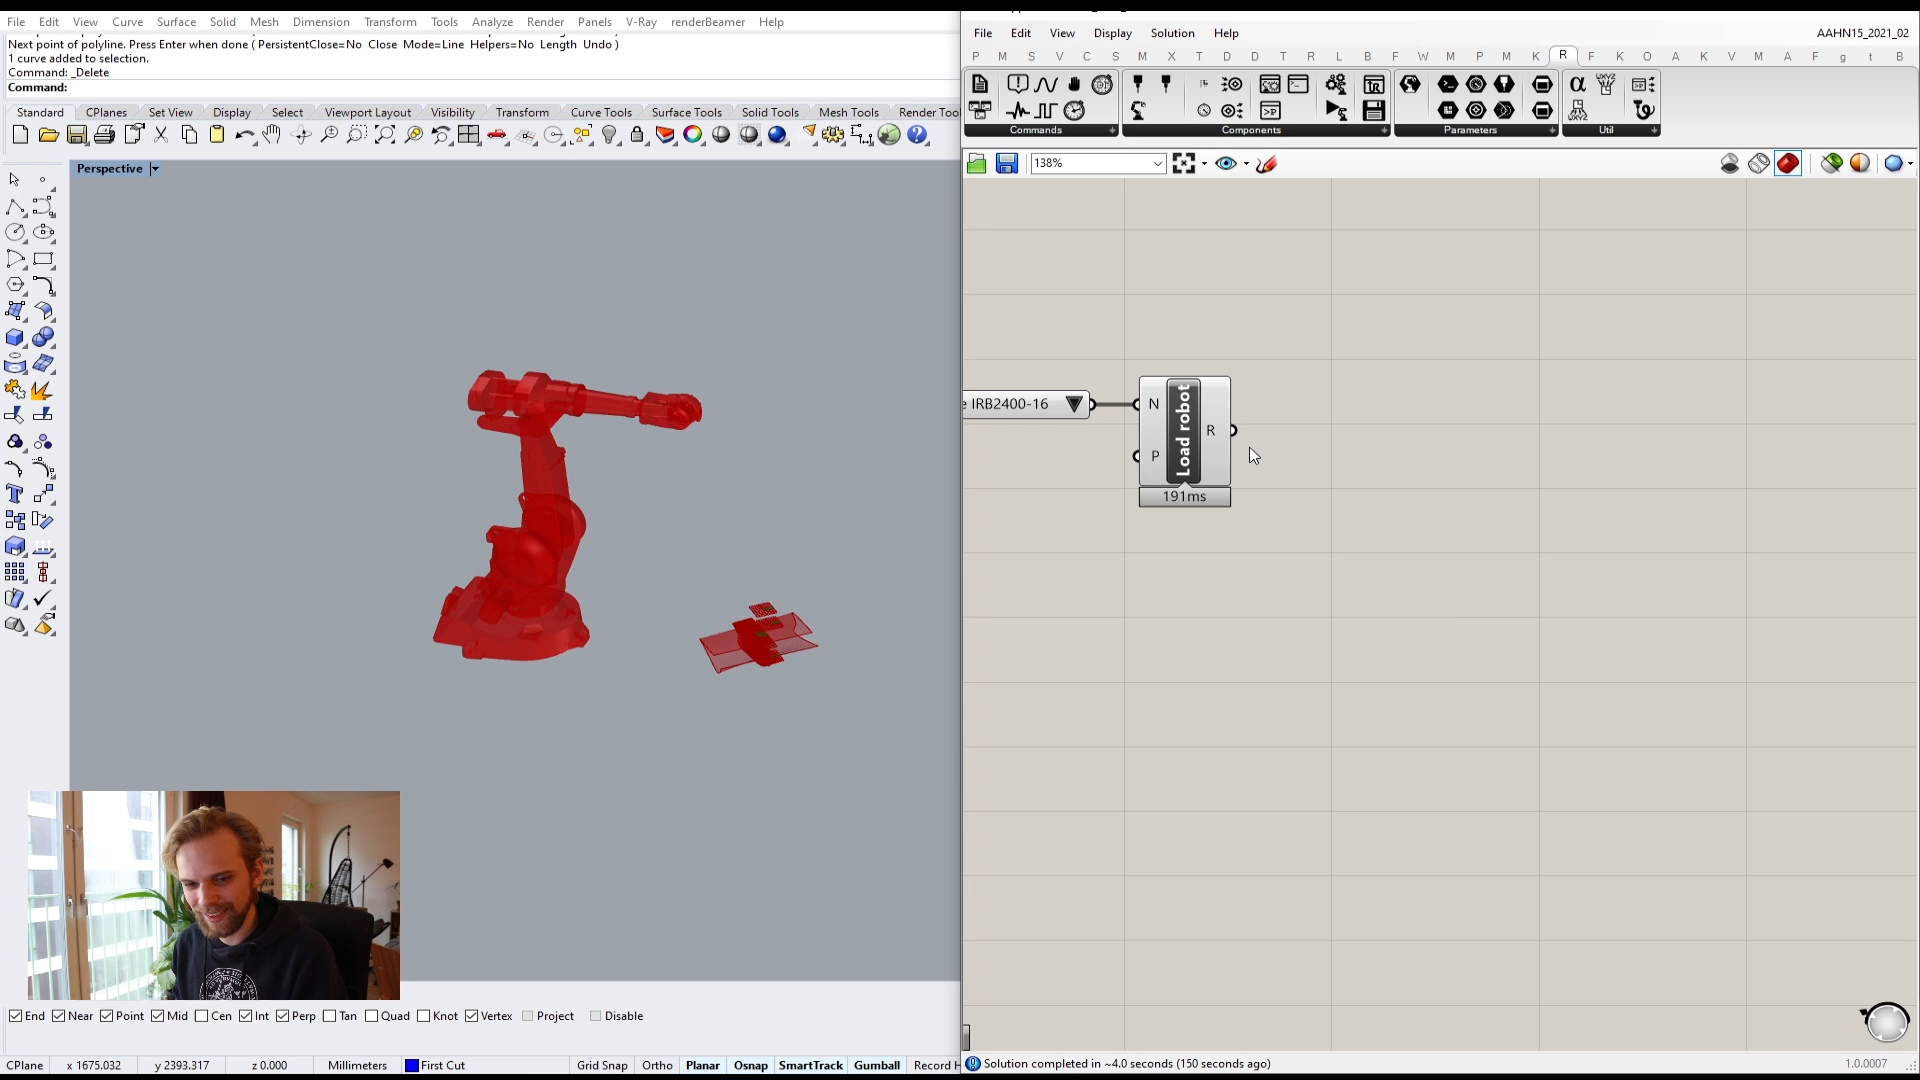 File Edit View Curve Surface Solid Mesh Dimension Transform Tools Analyze Render Panels V-Ray renderBeamer Help
Next point of polyline. Press Enter when done ( PersistentClose=No Close Mode=Line Helpers=No Length Undo )
1 curve added to selection.
Command: _Delete
Command:
Standard CPlanes Set View Display Select Viewport Layout Visibility Transform Curve Tools Surface Tools Solid Tools Mesh Tools Render Too
Perspective
End Near Point Mid Cen Int Perp Tan Quad Knot Vertex Project Disable
CPlane x 1675.032 y 2393.317 z 0.000 Millimeters First Cut Grid Snap Ortho Planar Osnap SmartTrack Gumball Record H
File Edit View Display Solution Help AAHN15_2021_02
P M S V C S M X T D D T R L B F W M P M K R F K O A K V M A F g t B
Commands Components Parameters Util
138%
e IRB2400-16
N Load robot R
P
191ms
Solution completed in ~4.0 seconds (150 seconds ago) 1.0.0007